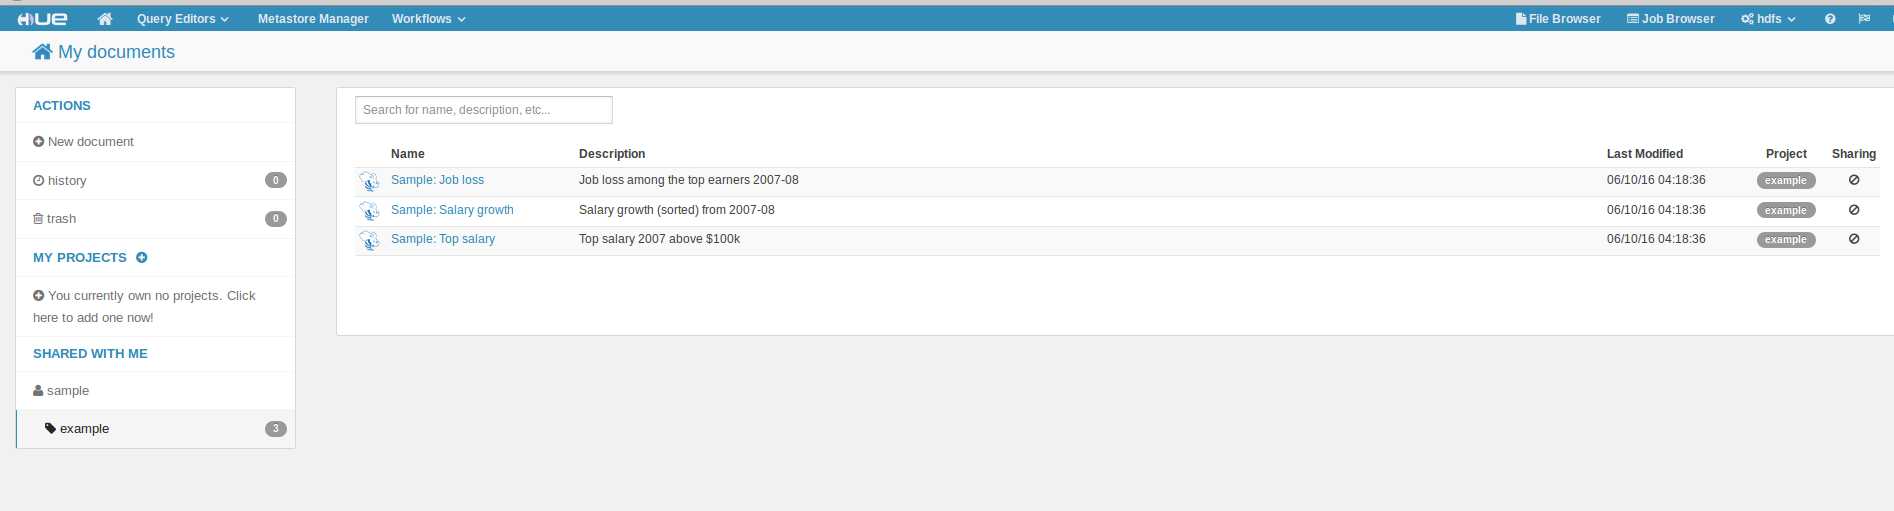 HUE Query Editors Metastore Manager Workflows File Browser Job Browser hdfs
My documents
ACTIONS
New document
history 0
trash 0
MY PROJECTS
You currently own no projects. Click
here to add one now!
SHARED WITH ME
sample
example 3
Search for name, description, etc...
Name Description Last Modified Project Sharing
Sample: Job loss Job loss among the top earners 2007-08 06/10/16 04:18:36 example
Sample: Salary growth Salary growth (sorted) from 2007-08 06/10/16 04:18:36 example
Sample: Top salary Top salary 2007 above $100k 06/10/16 04:18:36 example